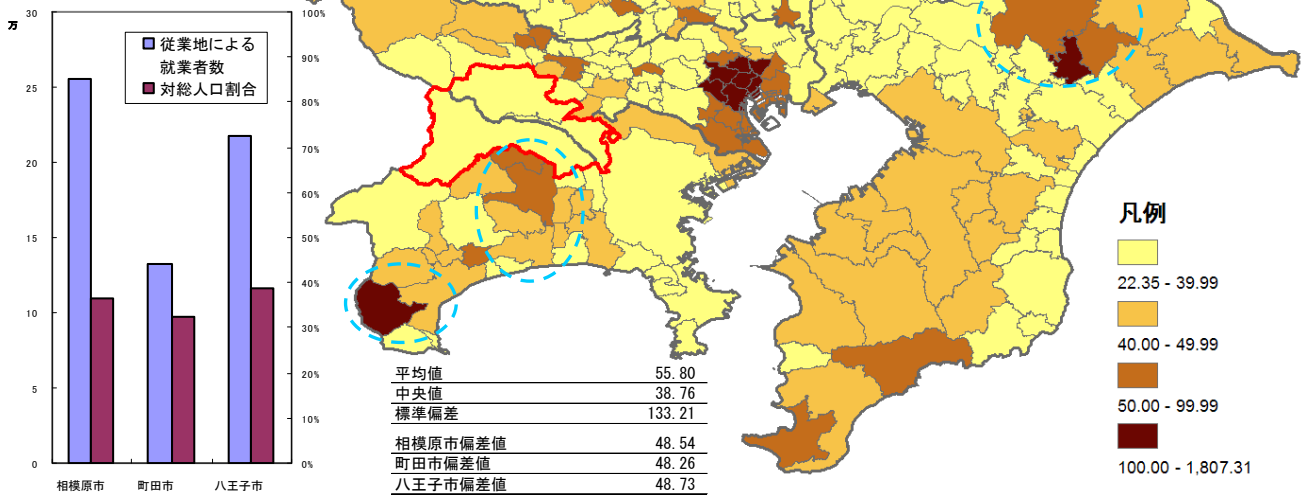 万
30
25
20
15
10
5
0
従業地による
就業者数
対総人口割合
100%
90%
80%
70%
60%
50%
40%
30%
20%
10%
0%
相模原市
町田市
八王子市
平均値 55.80
中央値 38.76
標準偏差 133.21
相模原市偏差値 48.54
町田市偏差値 48.26
八王子市偏差値 48.73
凡例
22.35 - 39.99
40.00 - 49.99
50.00 - 99.99
100.00 - 1,807.31